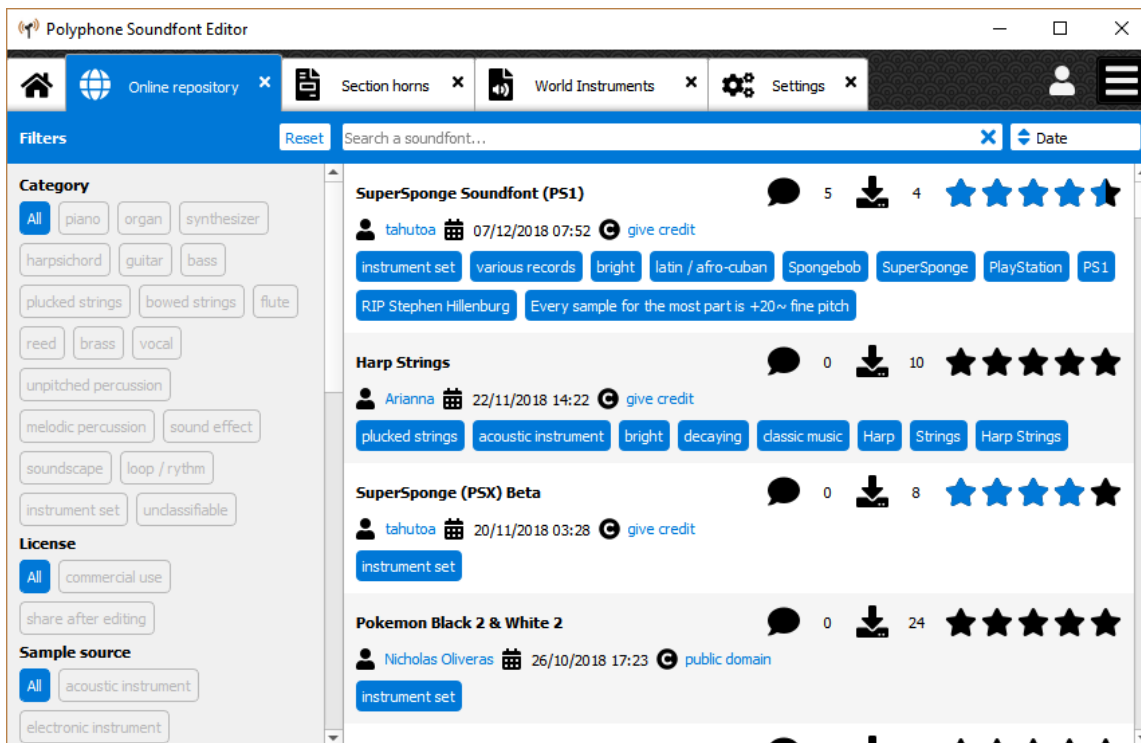 Polyphone Soundfont Editor
Online repository
Section horns
World Instruments
Settings
Filters
Reset
Search a soundfont...
Date
Category
All piano organ synthesizer
harpsichord guitar bass
plucked strings bowed strings flute
reed brass vocal
unpitched percussion
melodic percussion sound effect
soundscape loop / rythm
instrument set unclassifiable
License
All commercial use
share after editing
Sample source
All acoustic instrument
electronic instrument
SuperSponge Soundfont (PS1) 5 4
tahutoa 07/12/2018 07:52 give credit
instrument set various records bright latin / afro-cuban Spongebob SuperSponge PlayStation PS1
RIP Stephen Hillenburg Every sample for the most part is +20~ fine pitch
Harp Strings 0 10
Arianna 22/11/2018 14:22 give credit
plucked strings acoustic instrument bright decaying classic music Harp Strings Harp Strings
SuperSponge (PSX) Beta 0 8
tahutoa 20/11/2018 03:28 give credit
instrument set
Pokemon Black 2 & White 2 0 24
Nicholas Oliveras 26/10/2018 17:23 public domain
instrument set